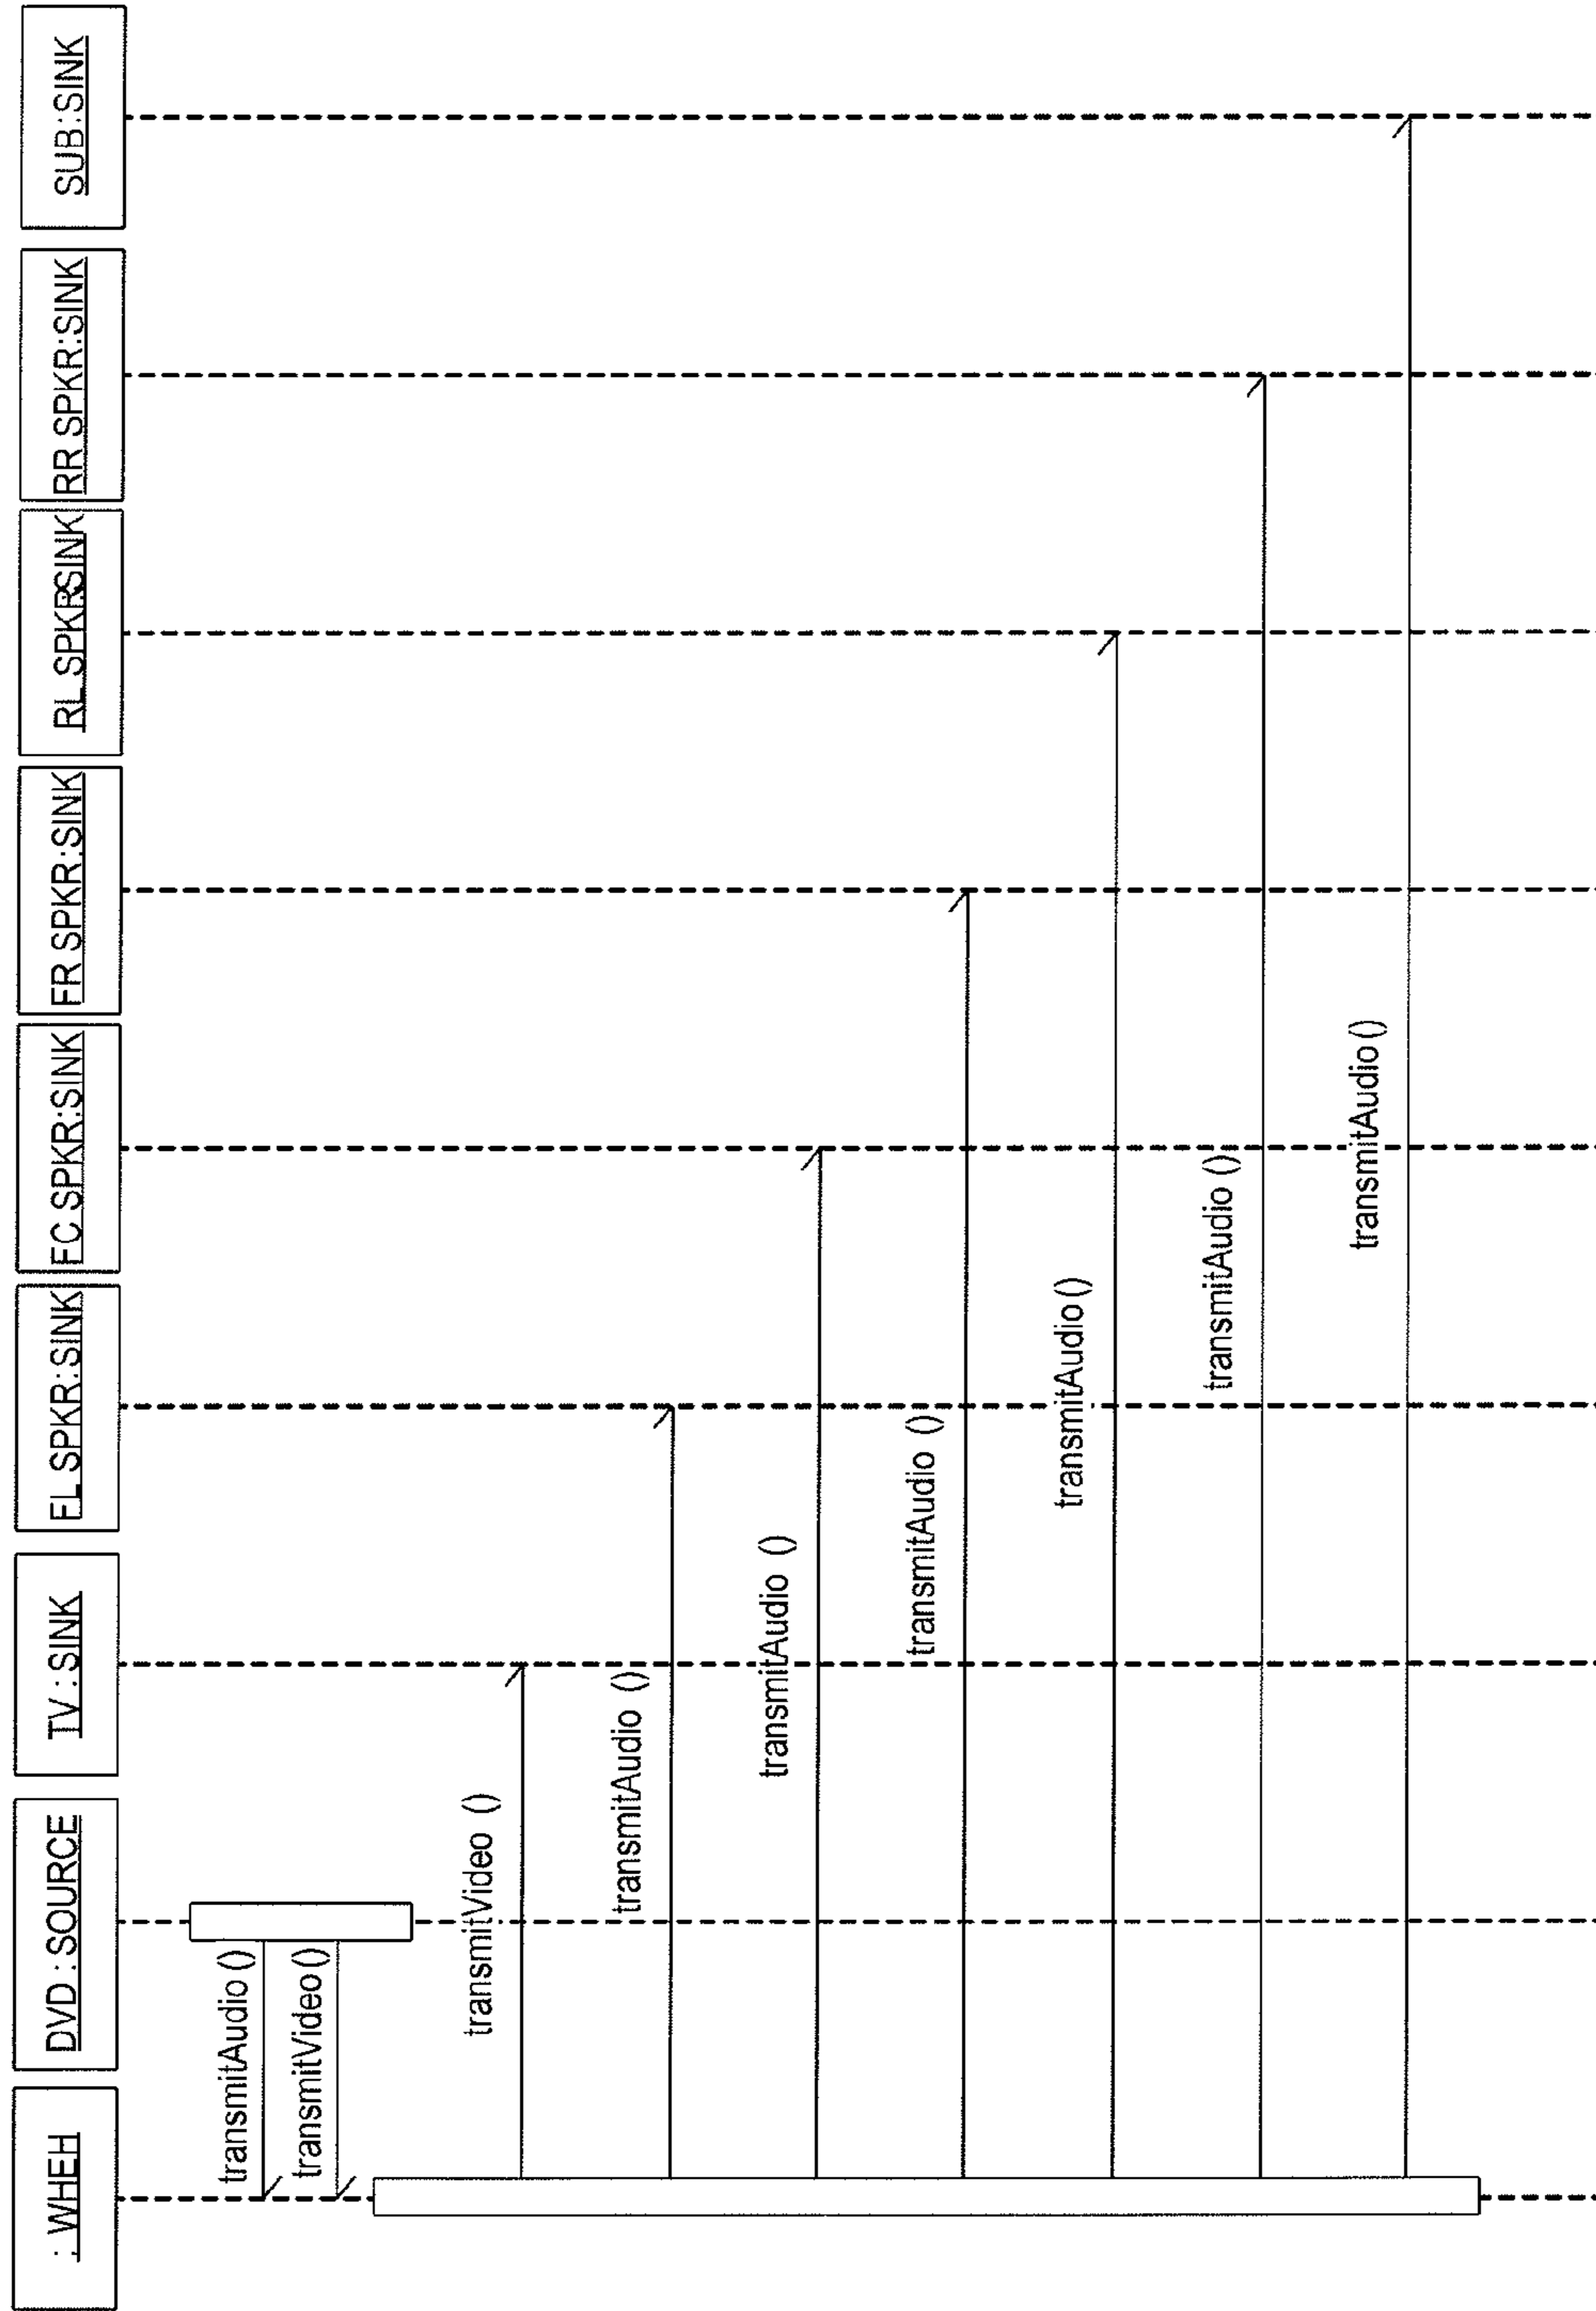 : WHEH
DVD : SOURCE
TV : SINK
FL SPKR:SINK
FC SPKR:SINK
FR SPKR:SINK
RL SPKR:SINK
RR SPKR:SINK
SUB:SINK
transmitAudio ()
transmitVideo ()
transmitVideo ()
transmitAudio ()
transmitAudio ()
transmitAudio ()
transmitAudio ()
transmitAudio ()
transmitAudio ()